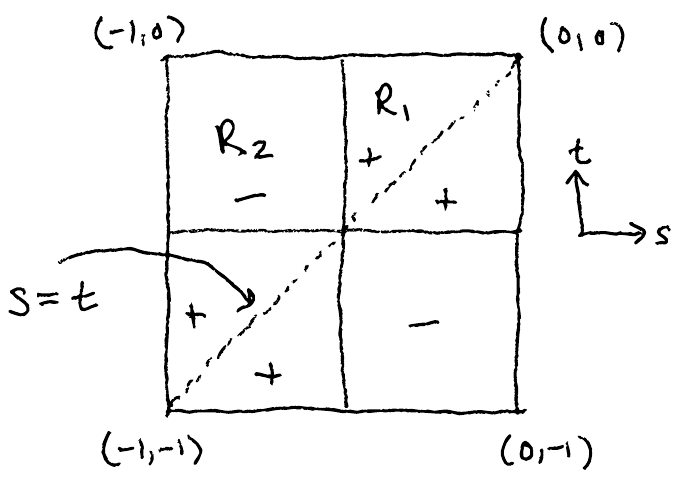 (-1,0)
(0,0)
R₁
R₂
+
t
-
+
s
s=t
+
-
+
(-1,-1)
(0,-1)